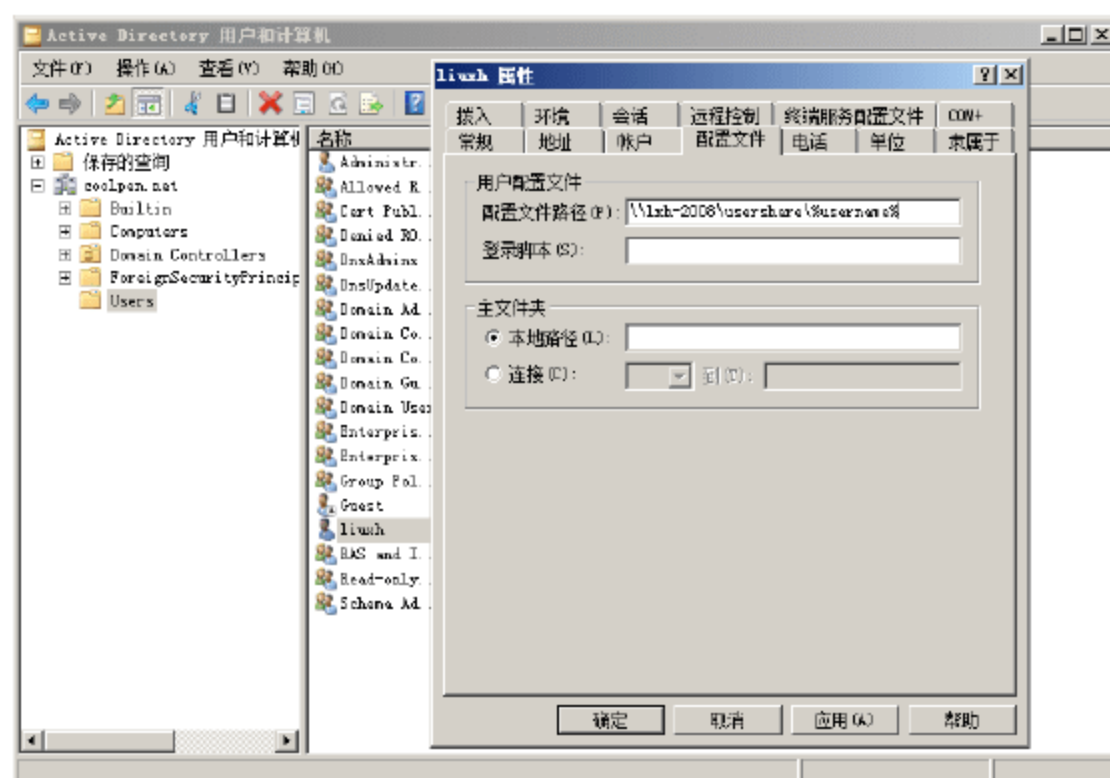 Active Directory 用户和计算机
文件(F) 操作(A) 查看(V) 帮助(H)
Active Directory 用户和计算机
保存的查询
coolpen.net
Builtin
Computers
Domain Controllers
ForeignSecurityPrincip
Users
名称
Administr..
Allowed R..
Cert Publ..
Denied RO..
DnsAdmins
DnsUpdate..
Domain Ad..
Domain Co..
Domain Co..
Domain Gu..
Domain User
Enterpris..
Enterpris..
Group Pol..
Guest
liuxh
RAS and I..
Read-only..
Schema Ad..
liuxh 属性
拨入 环境 会话 远程控制 终端服务配置文件 COM+
常规 地址 帐户 配置文件 电话 单位 隶属于
用户配置文件
配置文件路径(P): \\lxh-2008\usershare\%username%
登录脚本(S):
主文件夹
本地路径(L):
连接(C): 到(T):
确定 取消 应用(A) 帮助